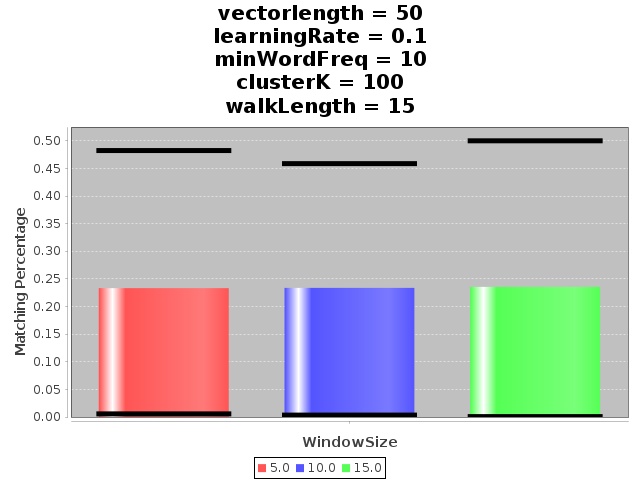 vectorlength = 50
learningRate = 0.1
minWordFreq = 10
clusterK = 100
walkLength = 15
0.50
0.45
0.40
0.35
0.30
0.25
0.20
0.15
0.10
0.05
0.00
Matching Percentage
WindowSize
5.0 10.0 15.0